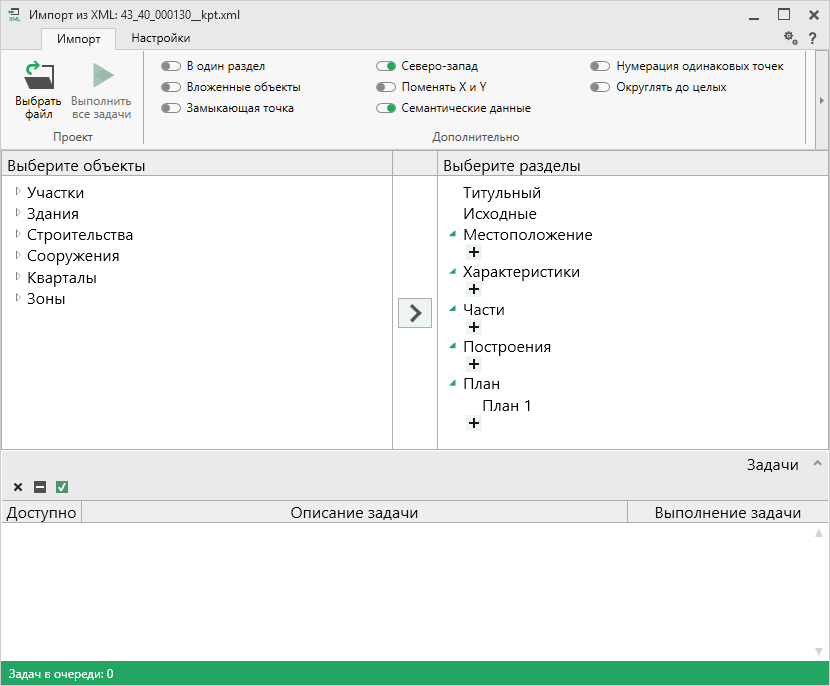 Импорт из XML: 43_40_000130__kpt.xml
Импорт
Настройки
?
Выбрать файл
Выполнить все задачи
Проект
В один раздел
Вложенные объекты
Замыкающая точка
Северо-запад
Поменять X и Y
Семантические данные
Нумерация одинаковых точек
Округлять до целых
Дополнительно
Выберите объекты
Участки
Здания
Строительства
Сооружения
Кварталы
Зоны
Выберите разделы
Титульный
Исходные
Местоположение
+
Характеристики
+
Части
+
Построения
+
План
План 1
+
Задачи
Доступно
Описание задачи
Выполнение задачи
Задач в очереди: 0